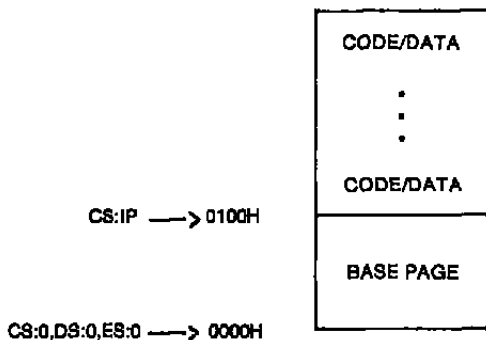 CODE/DATA
CODE/DATA
CS:IP —> 0100H
BASE PAGE
CS:0,DS:0,ES:0 —> 0000H